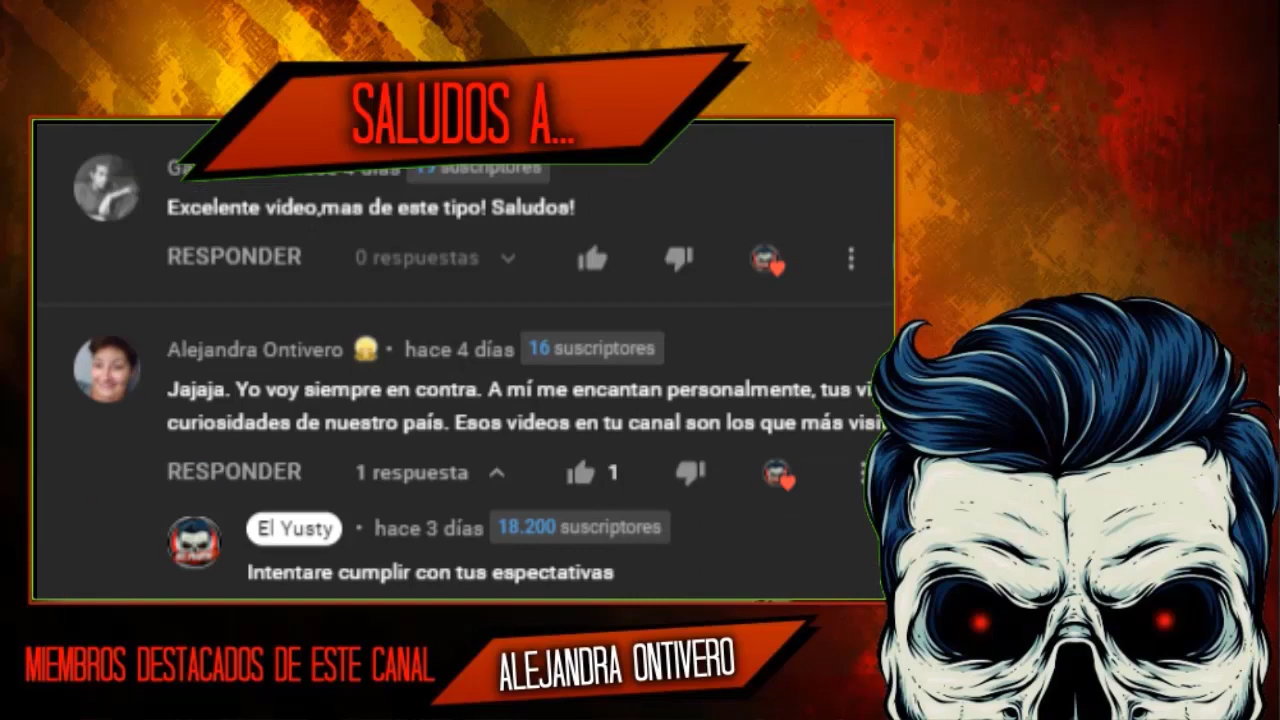 SALUDOS A...
suscriptores
Excelente video,mas de este tipo! Saludos!
RESPONDER 0 respuestas
Alejandra Ontivero • hace 4 días 16 suscriptores
Jajaja. Yo voy siempre en contra. A mí me encantan personalmente, tus
curiosidades de nuestro país. Esos videos en tu canal son los que más
RESPONDER 1 respuesta 1
El Yusty • hace 3 días 18.200 suscriptores
Intentare cumplir con tus espectativas
MIEMBROS DESTACADOS DE ESTE CANAL
ALEJANDRA ONTIVERO